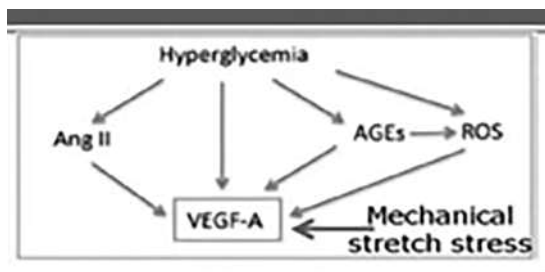 Hyperglycemia
Ang II
AGEs
ROS
VEGF-A
Mechanical
stretch stress